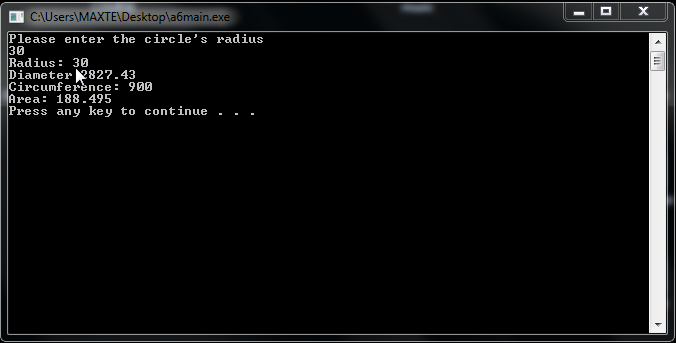 C:\Users\MAXTE\Desktop\a6main.exe
Please enter the circle's radius
30
Radius: 30
Diameter 2827.43
Circumference: 900
Area: 188.495
Press any key to continue . . .